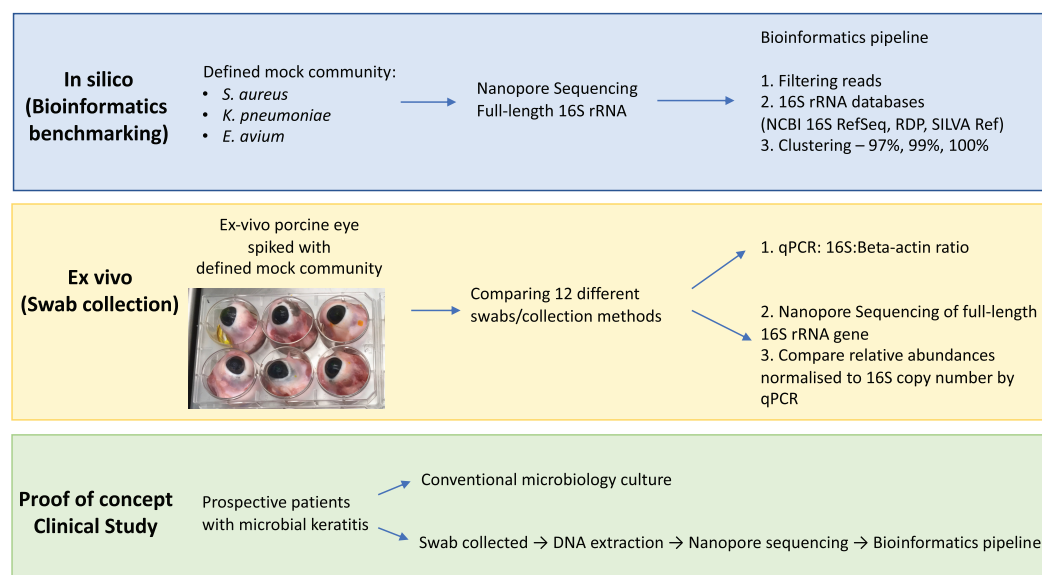 In silico
(Bioinformatics
benchmarking)
Defined mock community:
• S. aureus
• K. pneumoniae
• E. avium
Nanopore Sequencing
Full-length 16S rRNA
Bioinformatics pipeline
1. Filtering reads
2. 16S rRNA databases
(NCBI 16S RefSeq, RDP, SILVA Ref)
3. Clustering – 97%, 99%, 100%
Ex vivo
(Swab collection)
Ex-vivo porcine eye
spiked with
defined mock community
Comparing 12 different
swabs/collection methods
1. qPCR: 16S:Beta-actin ratio
2. Nanopore Sequencing of full-length
16S rRNA gene
3. Compare relative abundances
normalised to 16S copy number by
qPCR
Proof of concept
Clinical Study
Prospective patients
with microbial keratitis
Conventional microbiology culture
Swab collected → DNA extraction → Nanopore sequencing → Bioinformatics pipeline